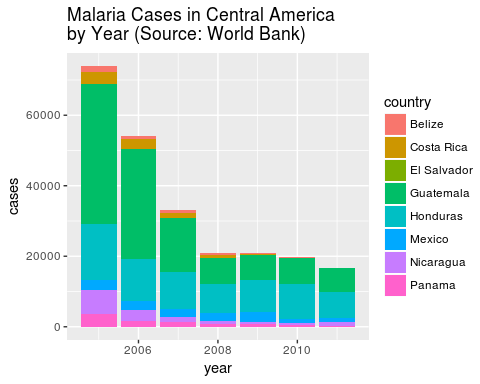 Malaria Cases in Central America
by Year (Source: World Bank)
60000
40000
20000
0
cases
2006
2008
2010
year
country
Belize
Costa Rica
El Salvador
Guatemala
Honduras
Mexico
Nicaragua
Panama